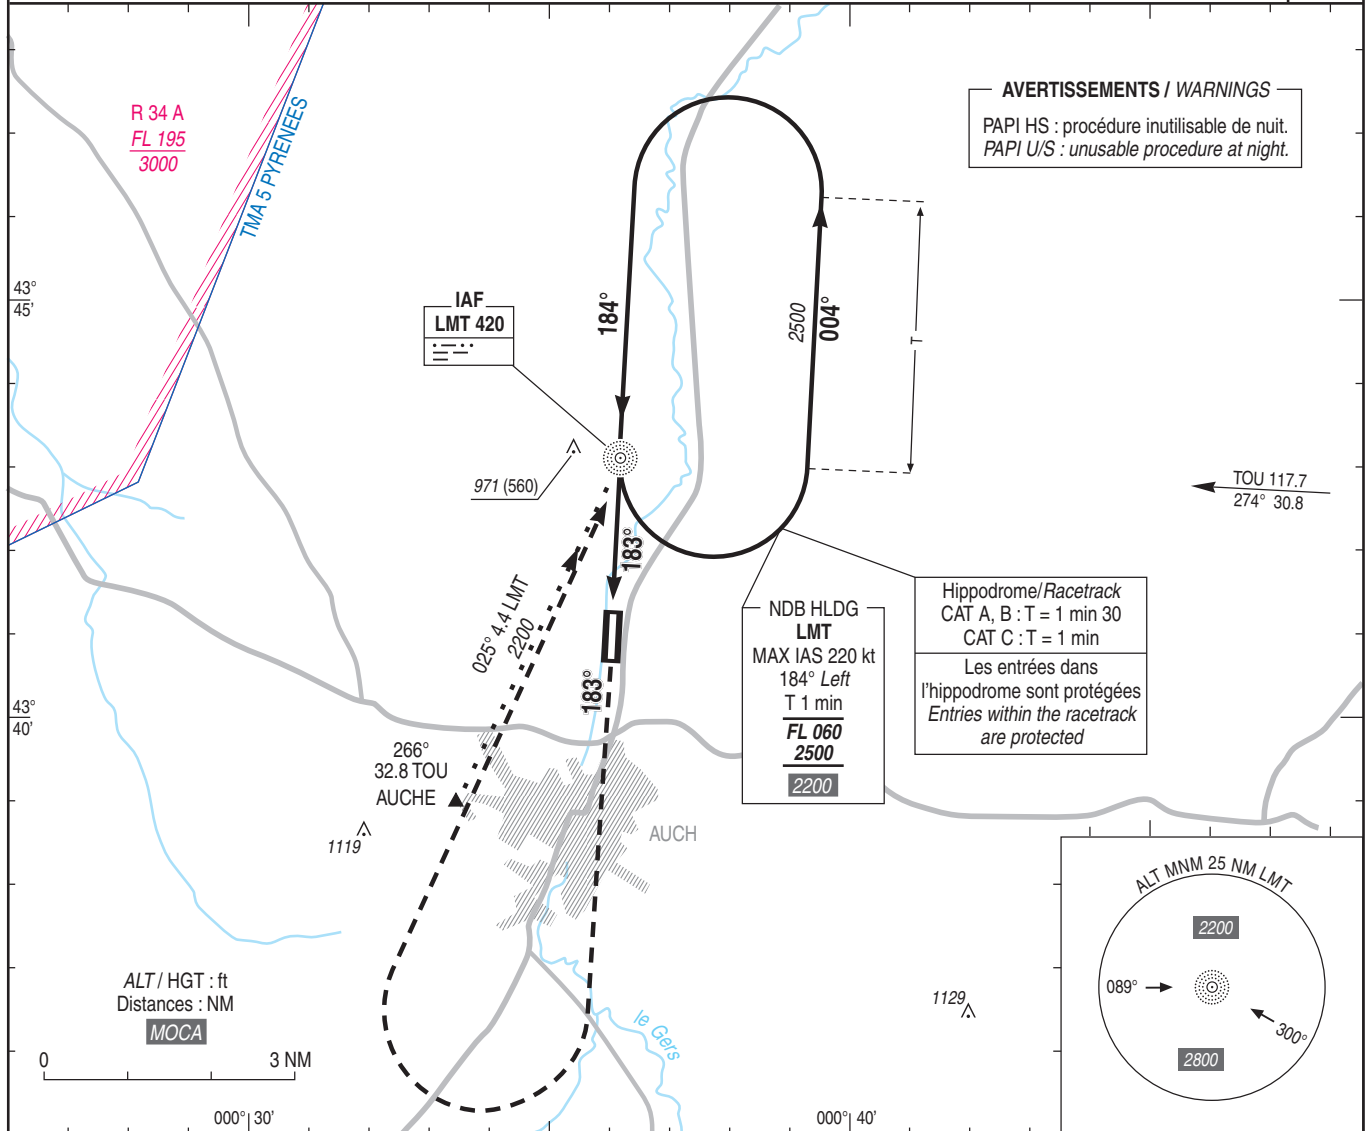 R 34 A
FL 195
3000
TMA 5 PYRENEES
AVERTISSEMENTS / WARNINGS
PAPI HS : procédure inutilisable de nuit.
PAPI U/S : unusable procedure at night.
43°
45'
IAF
LMT 420
184°
2500
004°
T
971 (560)
TOU 117.7
274° 30.8
183°
025° 4.4 LMT
2200
183°
NDB HLDG
LMT
MAX IAS 220 kt
184° Left
T 1 min
FL 060
2500
2200
Hippodrome/Racetrack
CAT A, B : T = 1 min 30
CAT C : T = 1 min
Les entrées dans
l'hippodrome sont protégées
Entries within the racetrack
are protected
43°
40'
266°
32.8 TOU
AUCHE
1119
AUCH
ALT MNM 25 NM LMT
2200
089°
300°
2800
1129
le Gers
ALT / HGT : ft
Distances : NM
MOCA
0 3 NM
000° 30'
000° 40'